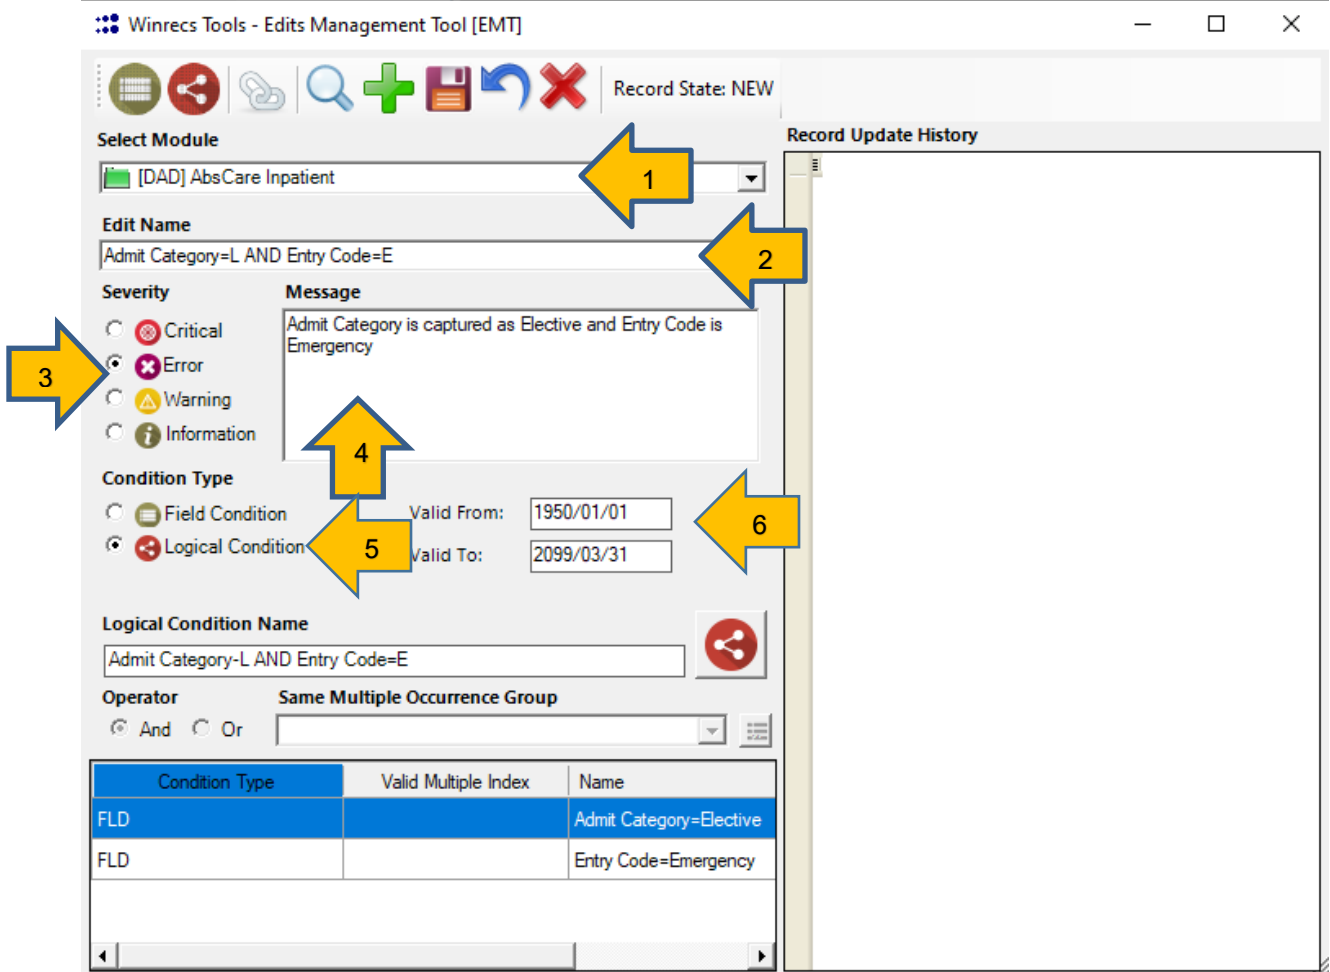 Winrecs Tools - Edits Management Tool [EMT]
Record State: NEW
Select Module
Record Update History
[DAD] AbsCare Inpatient
1
Edit Name
Admit Category=L AND Entry Code=E
2
Severity Message
Critical
Admit Category is captured as Elective and Entry Code is
Emergency
Error
3
Warning
Information
4
Condition Type
Field Condition
Valid From: 1950/01/01
6
Logical Condition
5
Valid To: 2099/03/31
Logical Condition Name
Admit Category-L AND Entry Code=E
Operator Same Multiple Occurrence Group
And Or
Condition Type Valid Multiple Index Name
FLD Admit Category=Elective
FLD Entry Code=Emergency